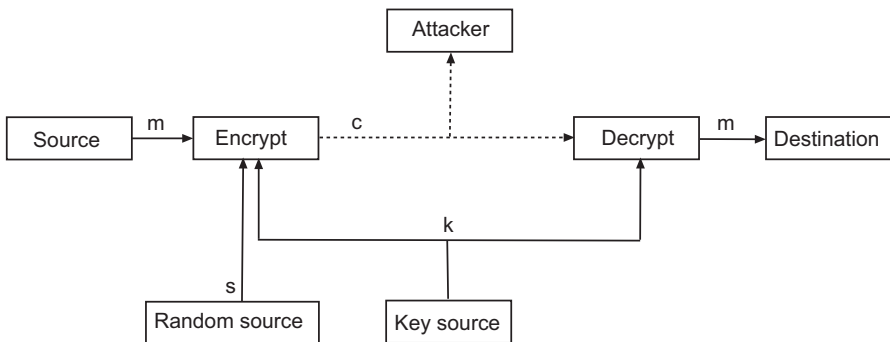 Attacker
m
c
m
Source
Encrypt
Decrypt
Destination
k
s
Random source
Key source